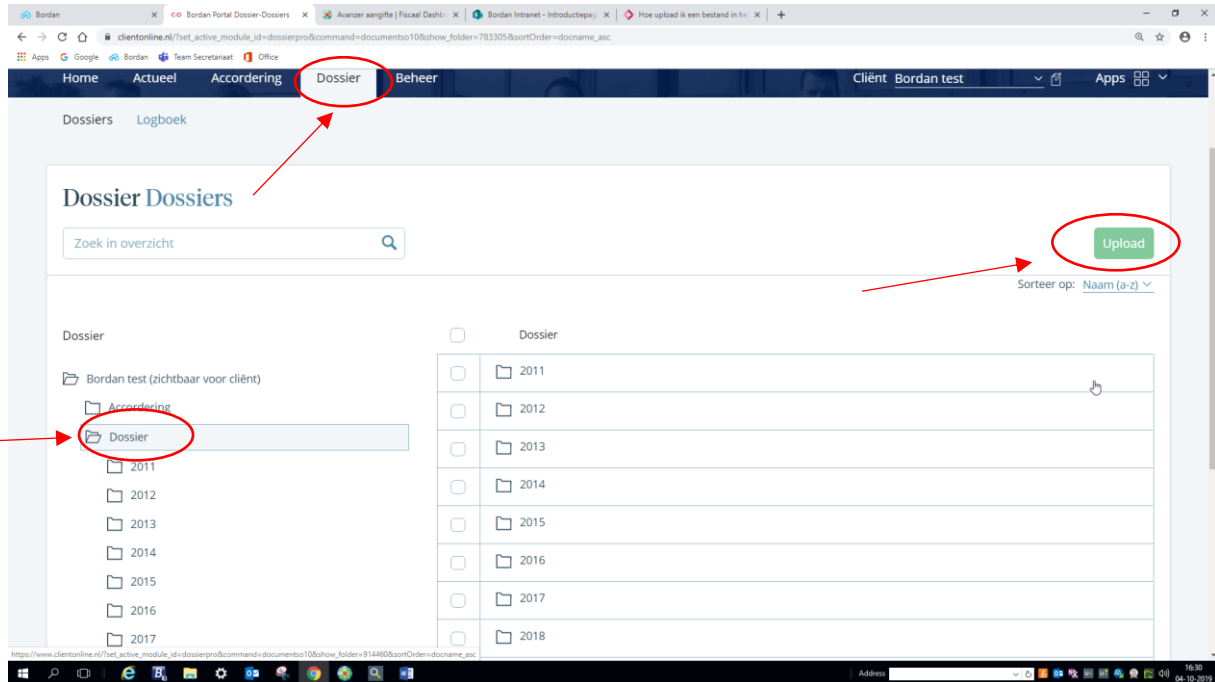 Bordan
CO Bordan Portal Dossier-Dossiers
Avanzer aangifte | Fiscaal Dashb
Bordan Intranet - Introductiepag
Hoe upload ik een bestand in he
clientonline.nl/?set_active_module_id=dossierpro&command=documentso10&show_folder=783305&sortOrder=docname_asc
Apps Google Bordan Team Secretariaat Office
Home Actueel Accordering Dossier Beheer Cliënt Bordan test Apps
Dossiers Logboek
Dossier Dossiers
Zoek in overzicht Upload
Sorteer op: Naam (a-z)
Dossier
Bordan test (zichtbaar voor cliënt)
Accordering
Dossier
2011
2012
2013
2014
2015
2016
2017
Dossier
2011
2012
2013
2014
2015
2016
2017
2018
https://www.clientonline.nl/?set_active_module_id=dossierpro&command=documentso10&show_folder=914460&sortOrder=docname_asc
Address 16:30
04-10-2019